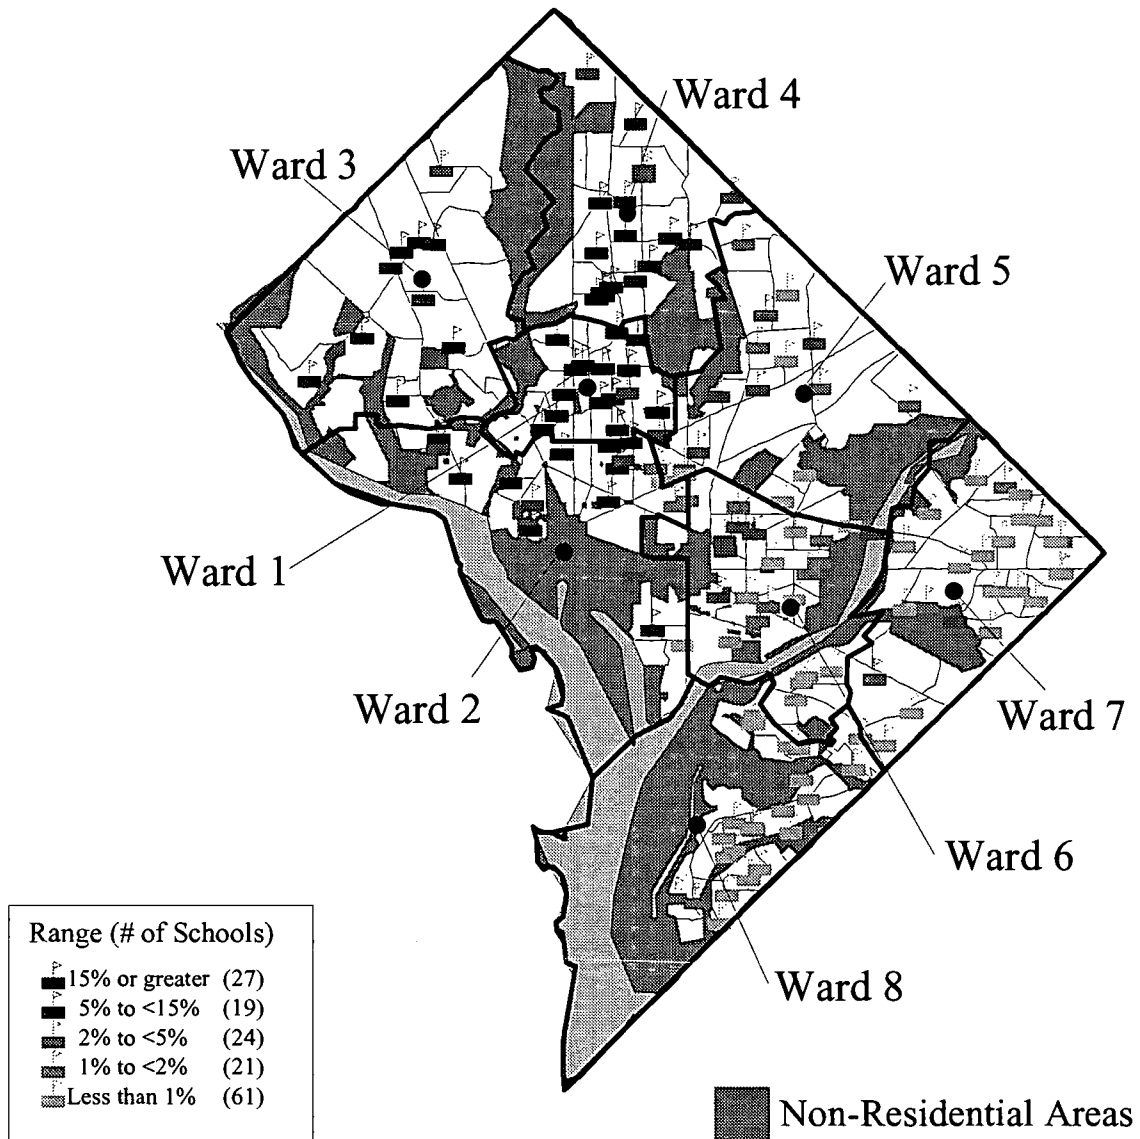 Ward 4
Ward 3
Ward 5
Ward 1
Ward 2
Ward 7
Ward 6
Ward 8
Range (# of Schools)
15% or greater (27)
5% to <15% (19)
2% to <5% (24)
1% to <2% (21)
Less than 1% (61)
Non-Residential Areas